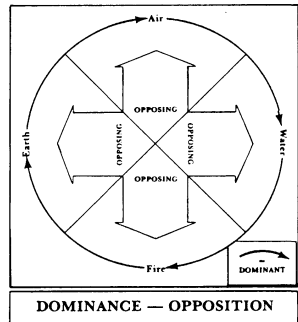 Air
OPPOSING
Earth
OPPOSING
OPPOSING
Water
OPPOSING
Fire
DOMINANT
DOMINANCE — OPPOSITION